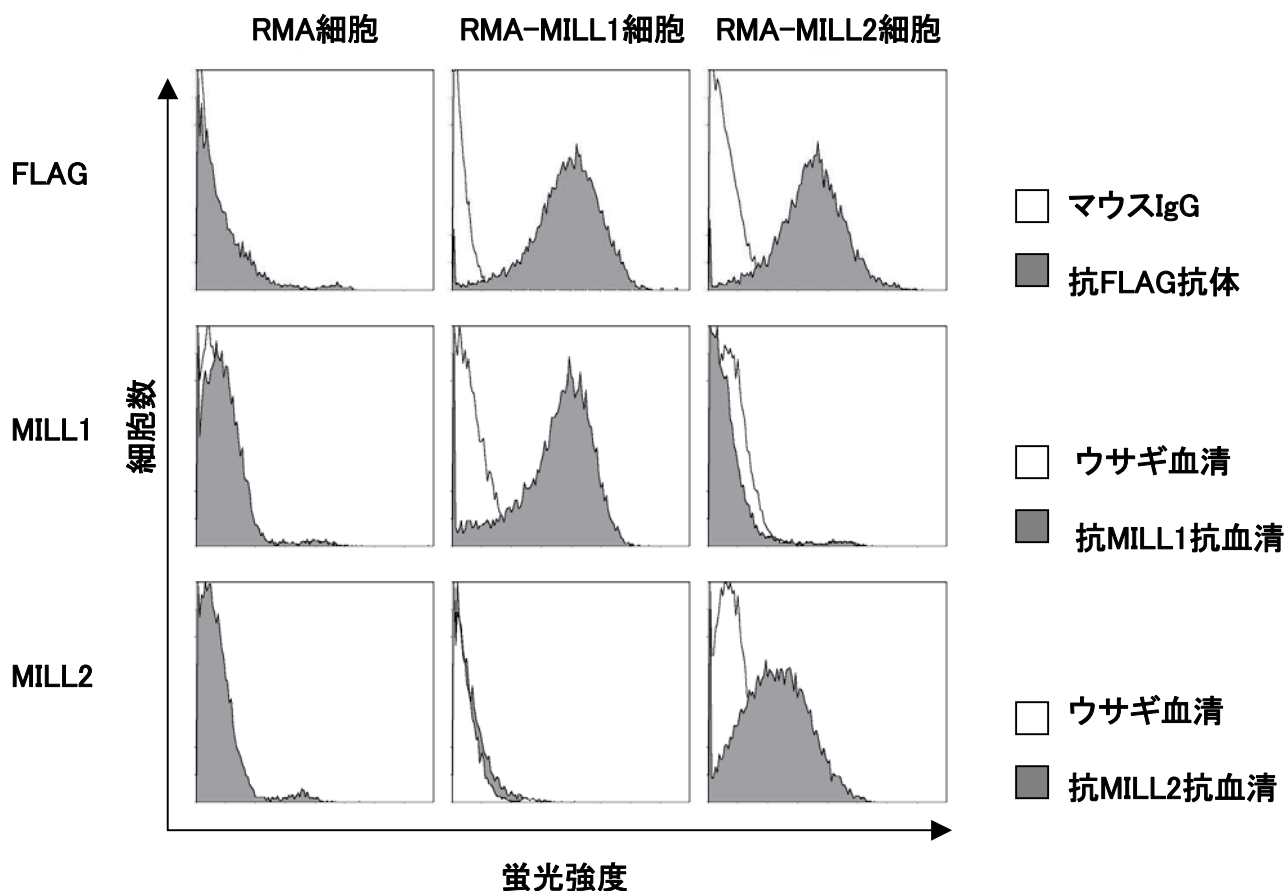 RMA細胞
RMA-MILL1細胞
RMA-MILL2細胞
FLAG
マウスIgG
抗FLAG抗体
MILL1
細胞数
ウサギ血清
抗MILL1抗血清
MILL2
ウサギ血清
抗MILL2抗血清
蛍光強度